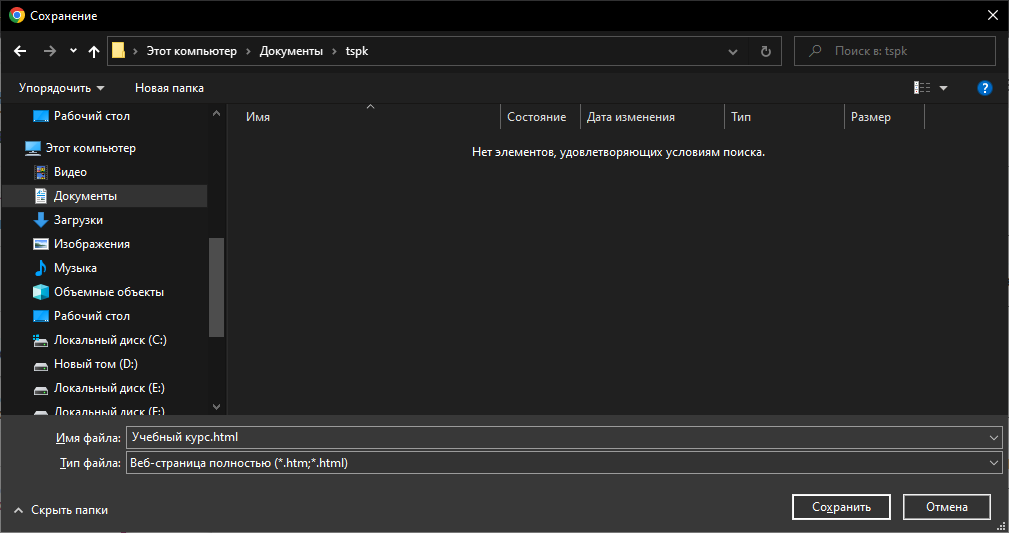 Сохранение
Этот компьютер
Документы
tspk
Поиск в: tspk
Упорядочить
Новая папка
Рабочий стол
Этот компьютер
Видео
Документы
Загрузки
Изображения
Музыка
Объемные объекты
Рабочий стол
Локальный диск (C:)
Новый том (D:)
Локальный диск (E:)
Локальный диск (F:)
Имя
Состояние
Дата изменения
Тип
Размер
Нет элементов, удовлетворяющих условиям поиска.
Имя файла: Учебный курс.html
Тип файла: Веб-страница полностью (*.htm;*.html)
Скрыть папки
Сохранить
Отмена